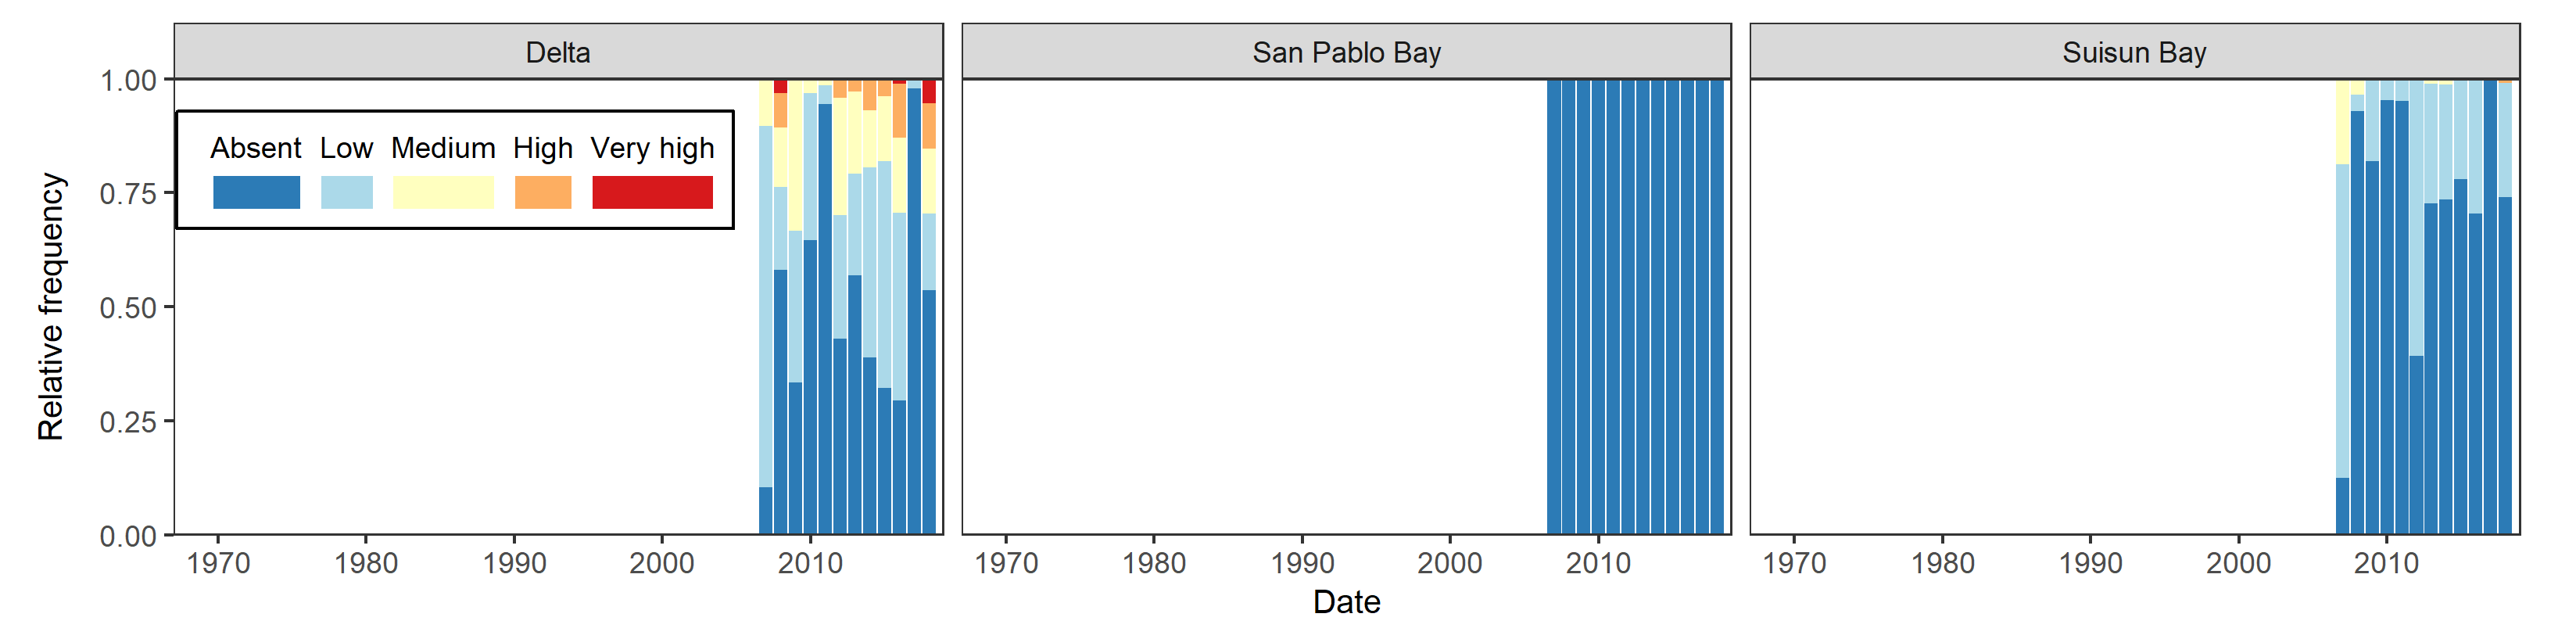 Delta San Pablo Bay Suisun Bay
Relative frequency
1.00
0.75
0.50
0.25
0.00
Absent Low Medium High Very high
1970 1980 1990 2000 2010 1970 1980 1990 2000 2010 1970 1980 1990 2000 2010
Date